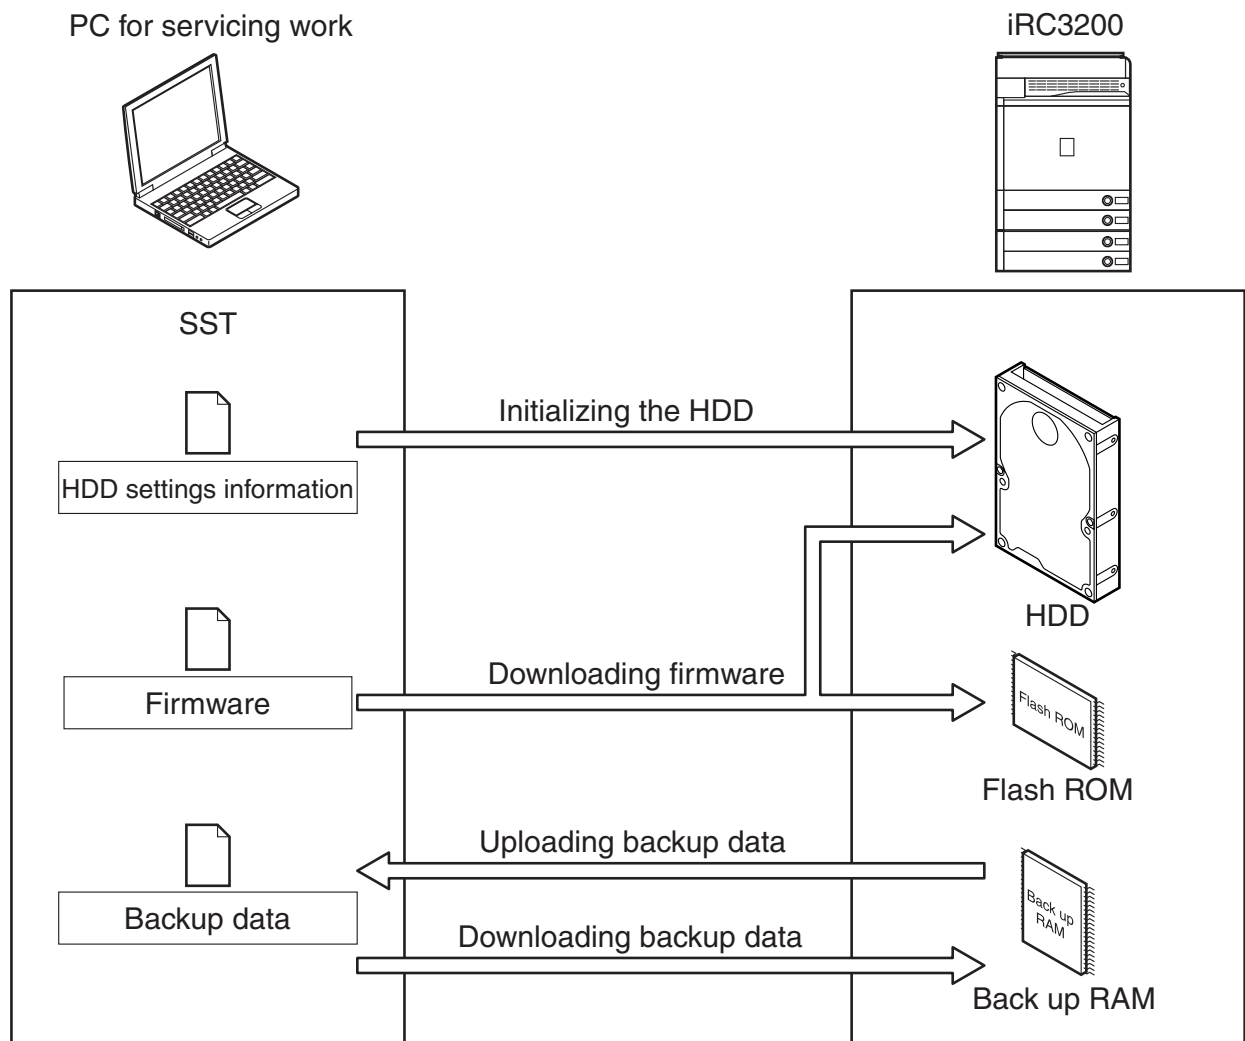 PC for servicing work
iRC3200
SST
Initializing the HDD
HDD settings information
HDD
Downloading firmware
Firmware
Flash ROM
Flash ROM
Uploading backup data
Backup data
Back up
RAM
Downloading backup data
Back up RAM